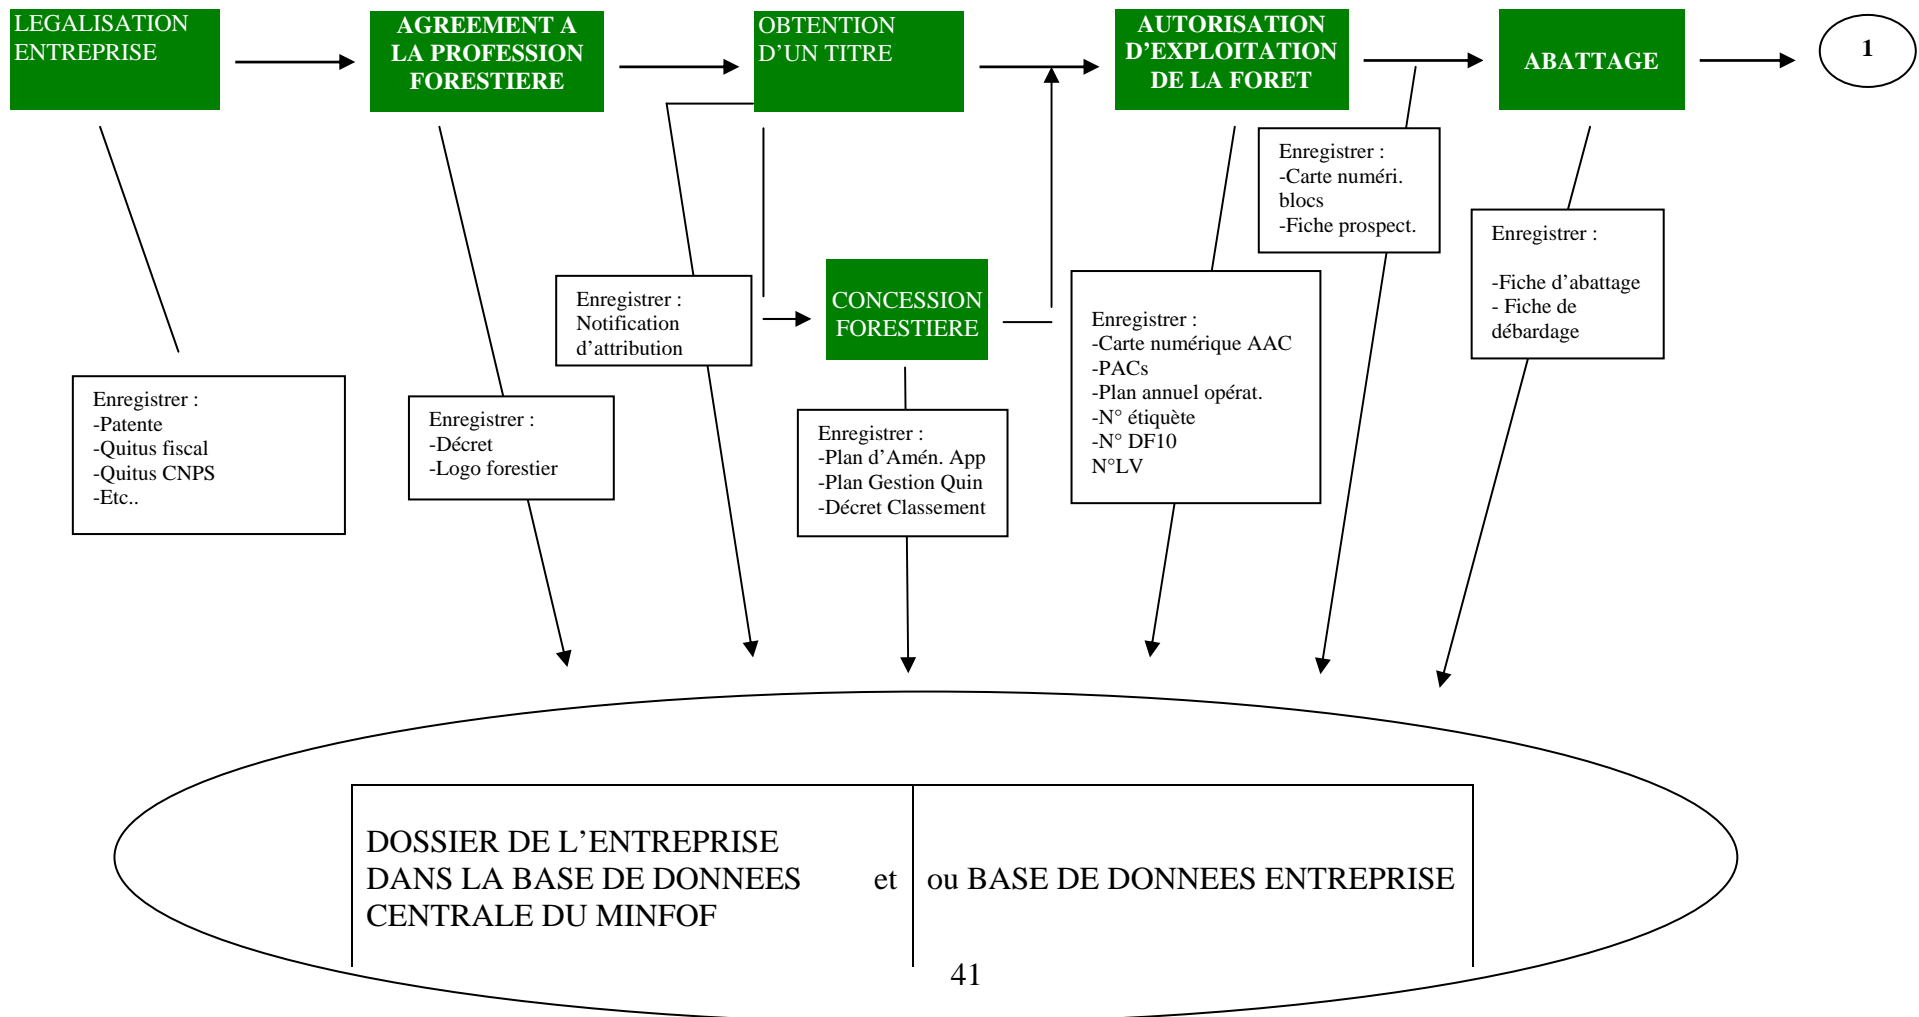 LEGALISATION
ENTREPRISE
AGREEMENT A
LA PROFESSION
FORESTIERE
OBTENTION
D’UN TITRE
AUTORISATION
D’EXPLOITATION
DE LA FORET
ABATTAGE
1
Enregistrer :
-Carte numéri.
blocs
-Fiche prospect.
Enregistrer :
-Fiche d’abattage
- Fiche de
débardage
Enregistrer :
Notification
d’attribution
CONCESSION
FORESTIERE
Enregistrer :
-Carte numérique AAC
-PACs
-Plan annuel opérat.
-N° étiquète
-N° DF10
N°LV
Enregistrer :
-Patente
-Quitus fiscal
-Quitus CNPS
-Etc..
Enregistrer :
-Décret
-Logo forestier
Enregistrer :
-Plan d’Amén. App
-Plan Gestion Quin
-Décret Classement
DOSSIER DE L’ENTREPRISE
DANS LA BASE DE DONNEES et
CENTRALE DU MINFOF
ou BASE DE DONNEES ENTREPRISE
41